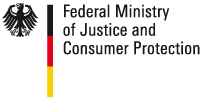 Federal Ministry
of Justice and
Consumer Protection